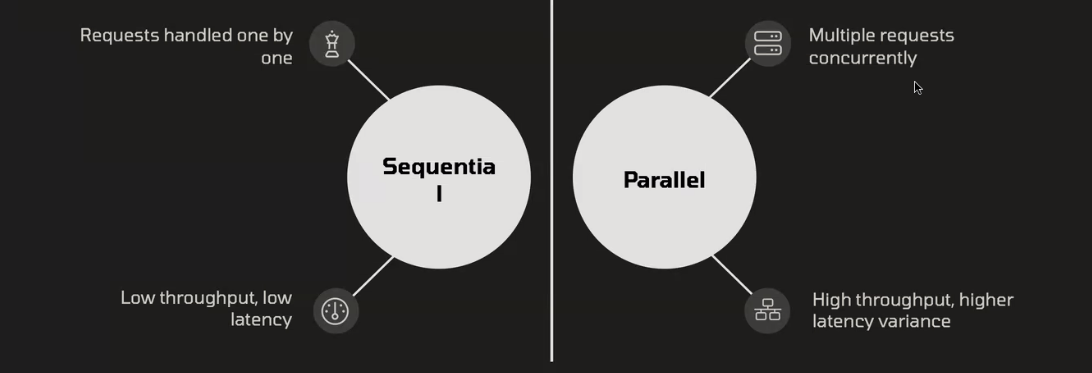 Requests handled one by
one
Sequentia
l
Low throughput, low
latency
Multiple requests
concurrently
Parallel
High throughput, higher
latency variance